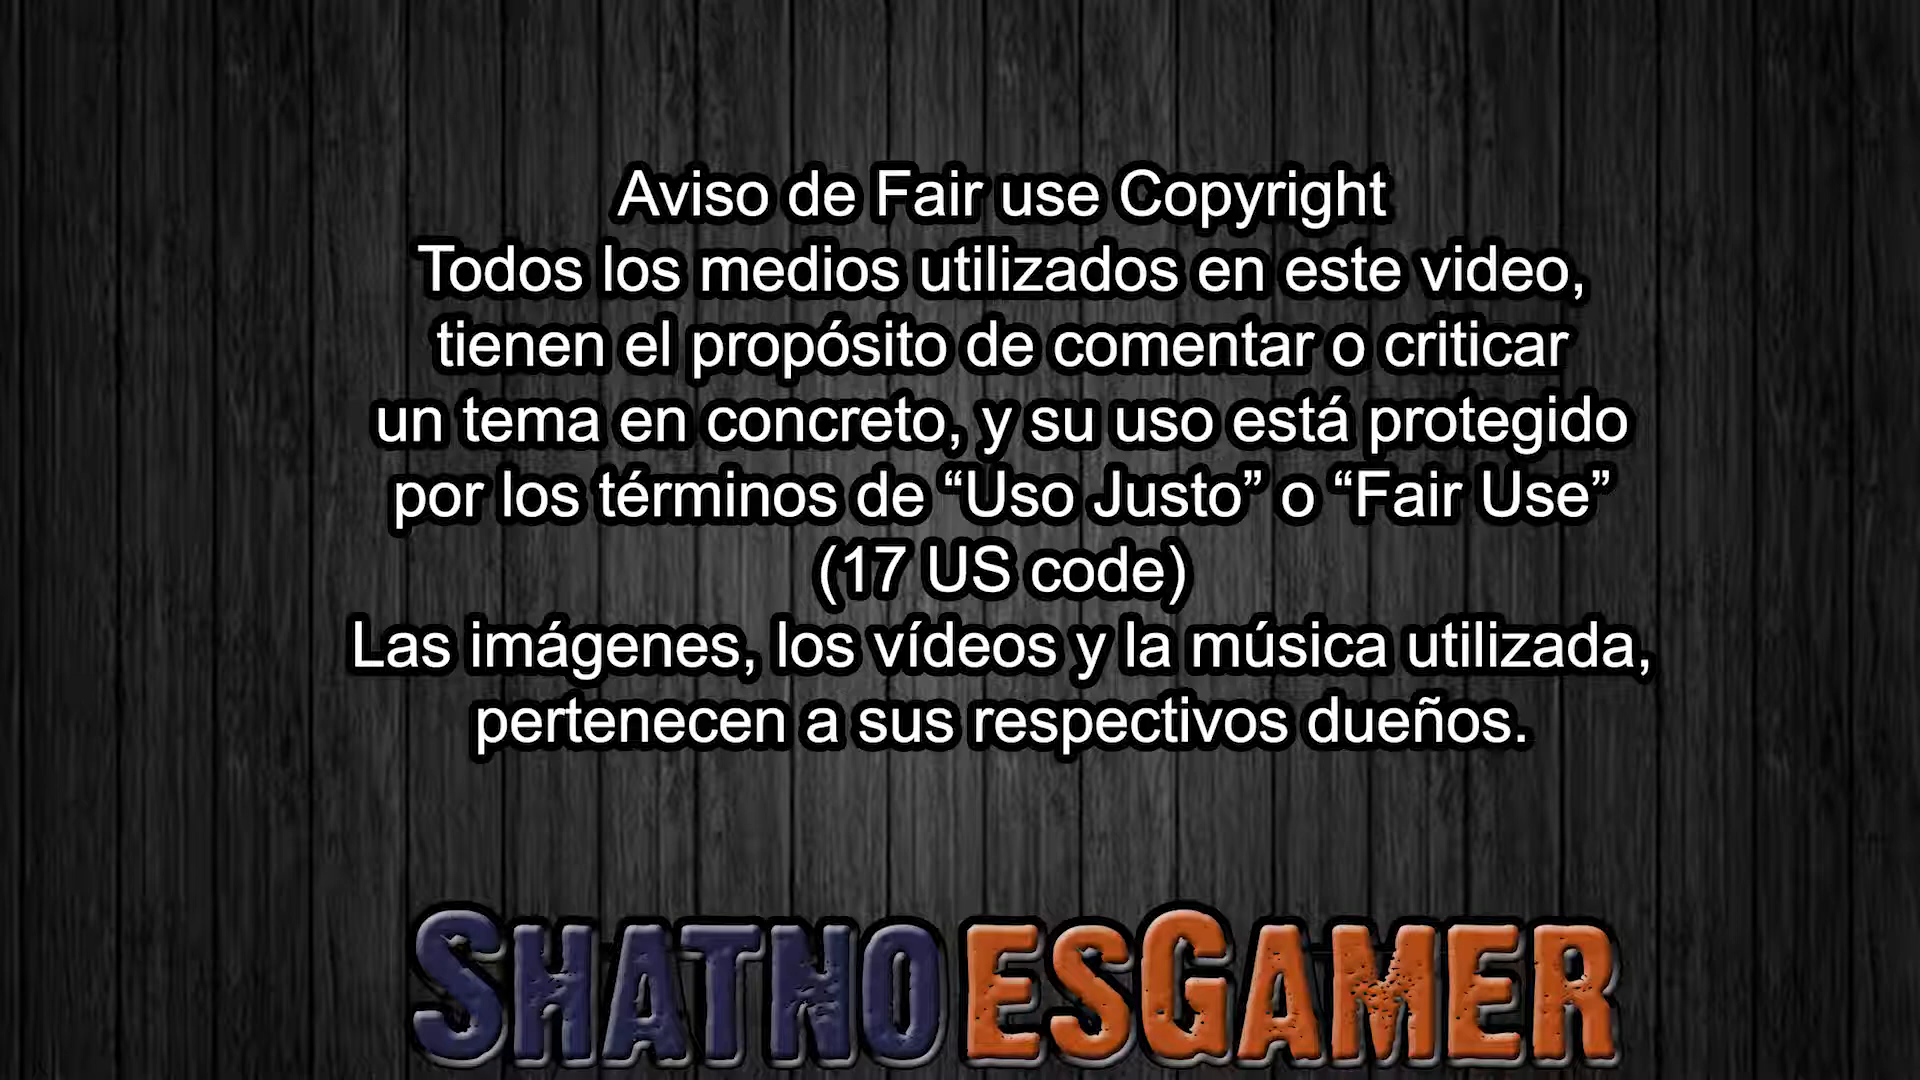 Aviso de Fair use Copyright
Todos los medios utilizados en este video,
tienen el propósito de comentar o criticar
un tema en concreto, y su uso está protegido
por los términos de “Uso Justo” o “Fair Use”
(17 US code)
Las imágenes, los vídeos y la música utilizada,
pertenecen a sus respectivos dueños.
SHATNO ESGAMER